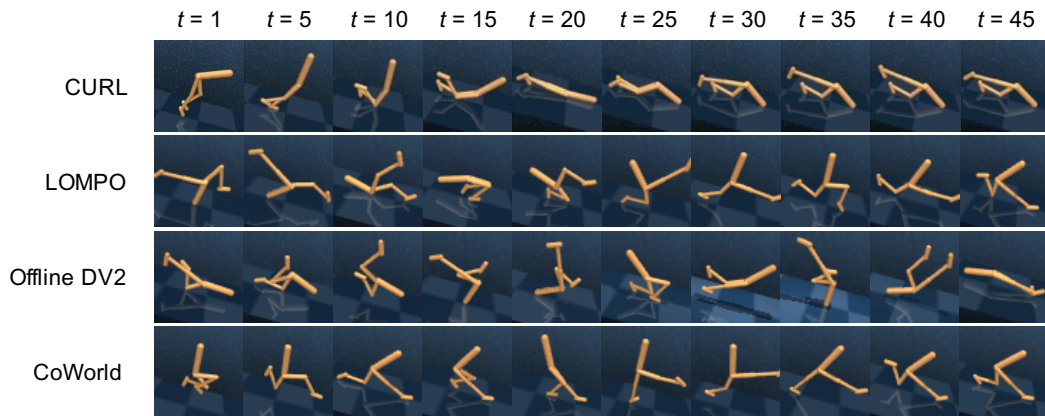 t = 1 t = 5 t = 10 t = 15 t = 20 t = 25 t = 30 t = 35 t = 40 t = 45
CURL
LOMPO
Offline DV2
CoWorld